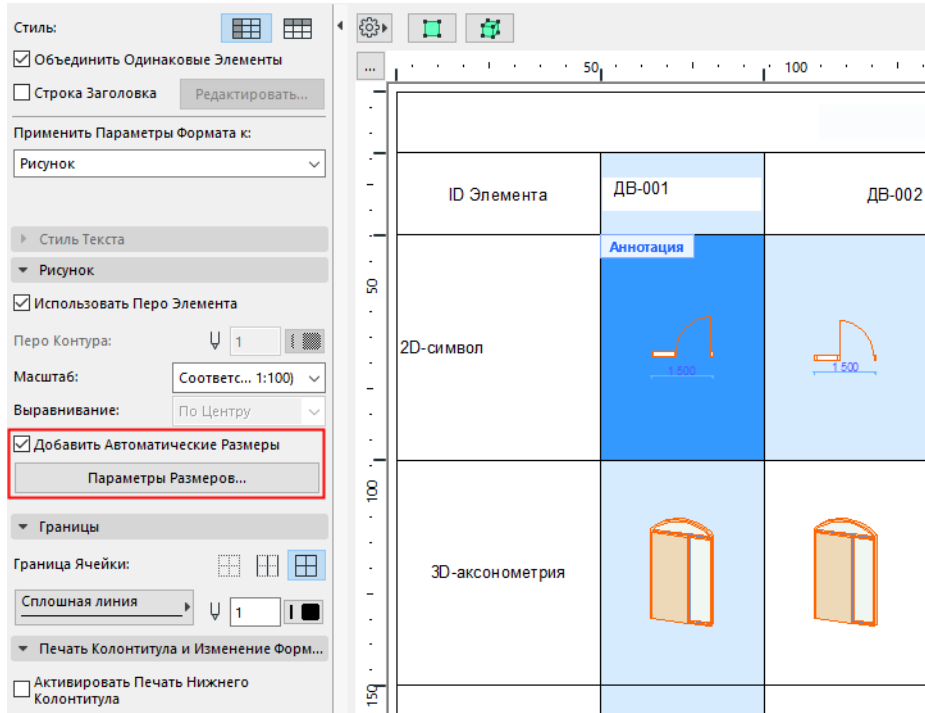 Стиль:
Объединить Одинаковые Элементы
Строка Заголовка
Редактировать...
Применить Параметры Формата к:
Рисунок
Стиль Текста
Рисунок
Использовать Перо Элемента
Перо Контура:
1
Масштаб:
Соответс... 1:100)
Выравнивание:
По Центру
Добавить Автоматические Размеры
Параметры Размеров...
Границы
Граница Ячейки:
Сплошная линия
1
Печать Колонтитула и Изменение Форм...
Активировать Печать Нижнего
Колонтитула
...
50
100
50
100
150
ID Элемента
ДВ-001
ДВ-002
Аннотация
2D-символ
1 500
1 500
3D-аксонометрия